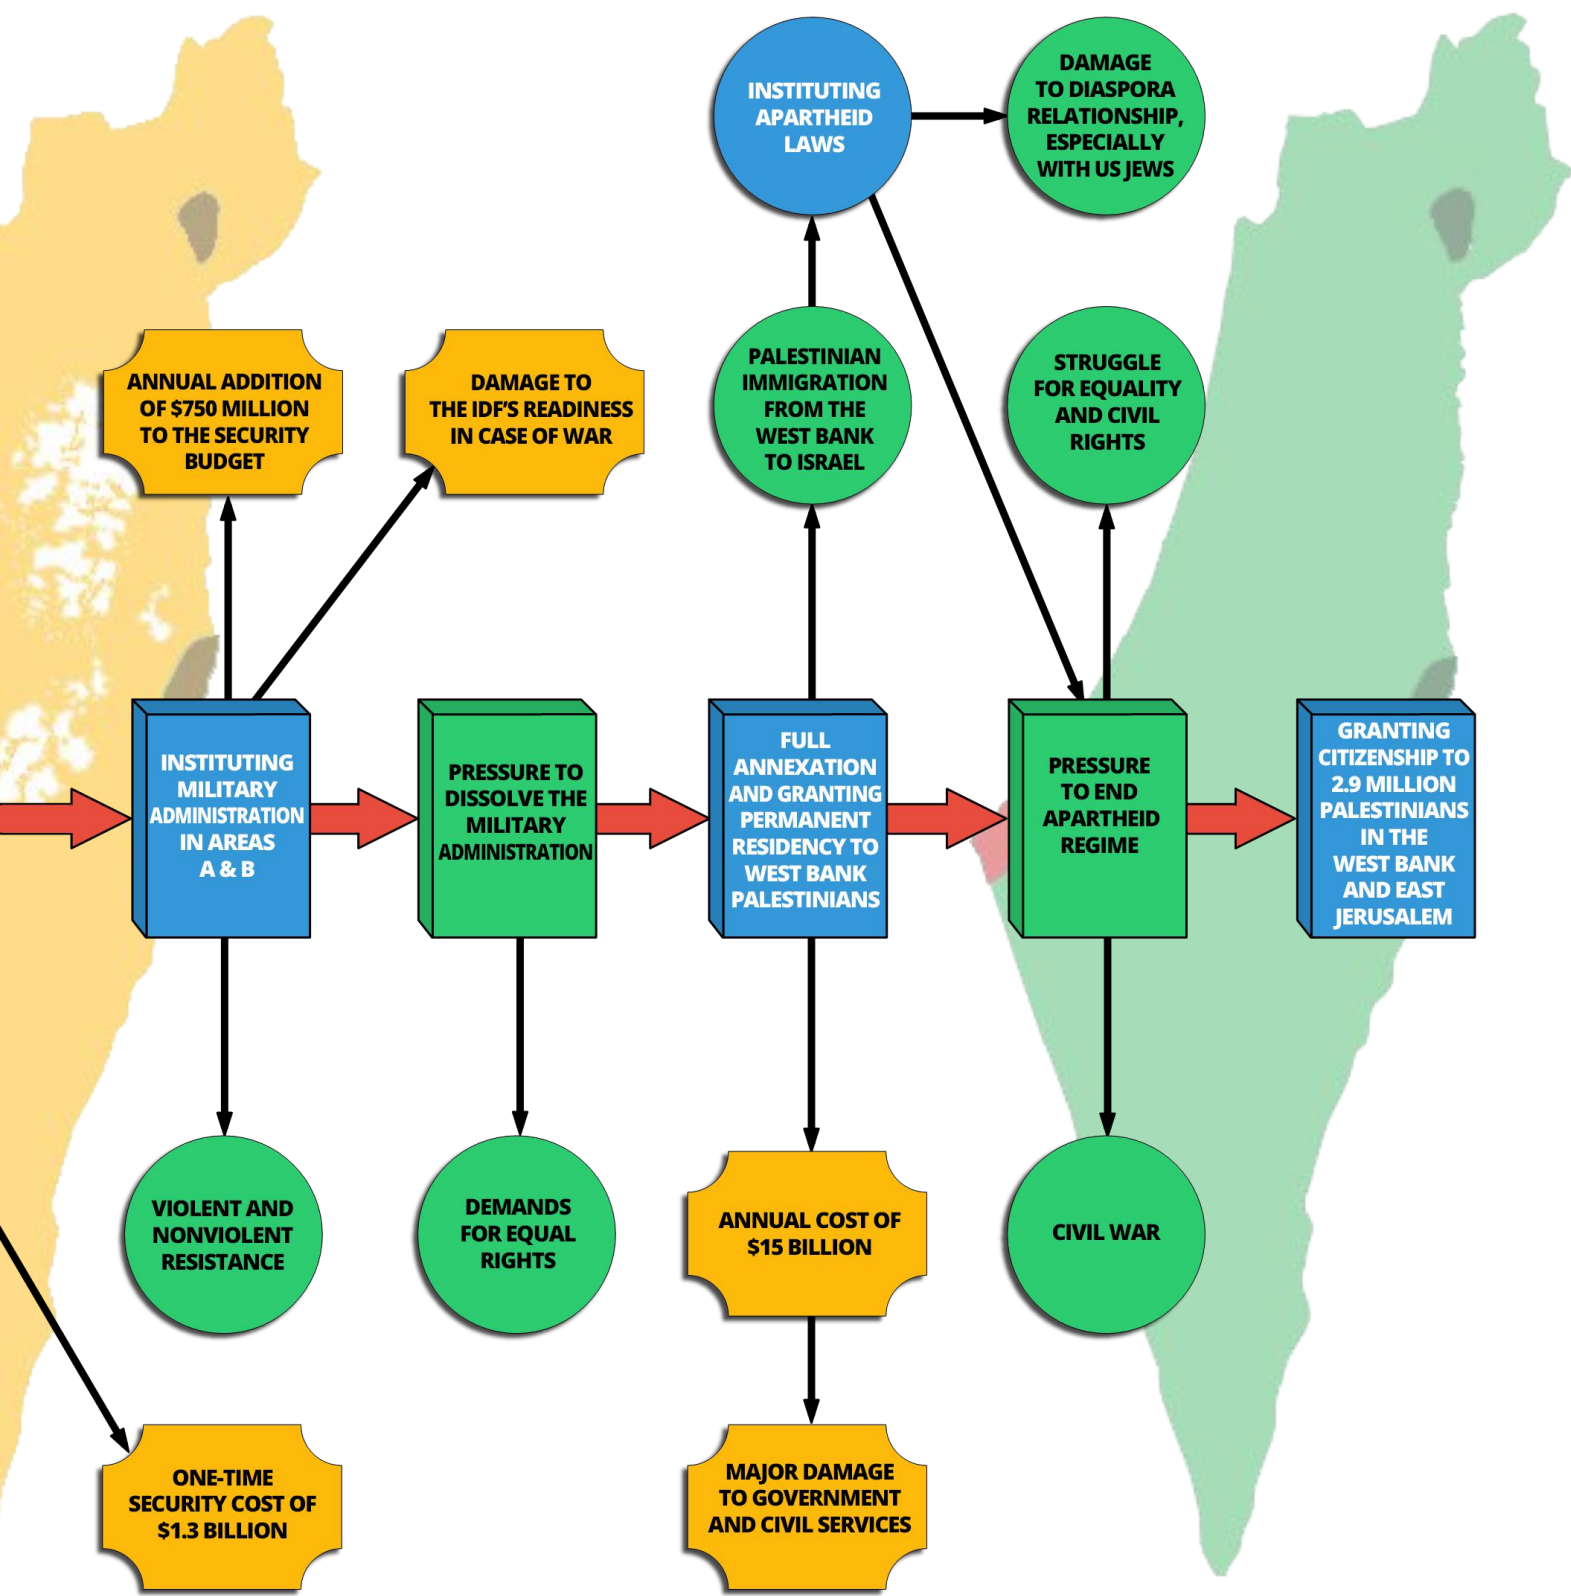 INSTITUTING
APARTHEID
LAWS
DAMAGE
TO DIASPORA
RELATIONSHIP,
ESPECIALLY
WITH US JEWS
ANNUAL ADDITION
OF $750 MILLION
TO THE SECURITY
BUDGET
DAMAGE TO
THE IDF'S READINESS
IN CASE OF WAR
PALESTINIAN
IMMIGRATION
FROM THE
WEST BANK
TO ISRAEL
STRUGGLE
FOR EQUALITY
AND CIVIL
RIGHTS
INSTITUTING
MILITARY
ADMINISTRATION
IN AREAS
A & B
PRESSURE TO
DISSOLVE THE
MILITARY
ADMINISTRATION
FULL
ANNEXATION
AND GRANTING
PERMANENT
RESIDENCY TO
WEST BANK
PALESTINIANS
PRESSURE
TO END
APARTHEID
REGIME
GRANTING
CITIZENSHIP TO
2.9 MILLION
PALESTINIANS
IN THE
WEST BANK
AND EAST
JERUSALEM
VIOLENT AND
NONVIOLENT
RESISTANCE
DEMANDS
FOR EQUAL
RIGHTS
ANNUAL COST OF
$15 BILLION
CIVIL WAR
ONE-TIME
SECURITY COST OF
$1.3 BILLION
MAJOR DAMAGE
TO GOVERNMENT
AND CIVIL SERVICES